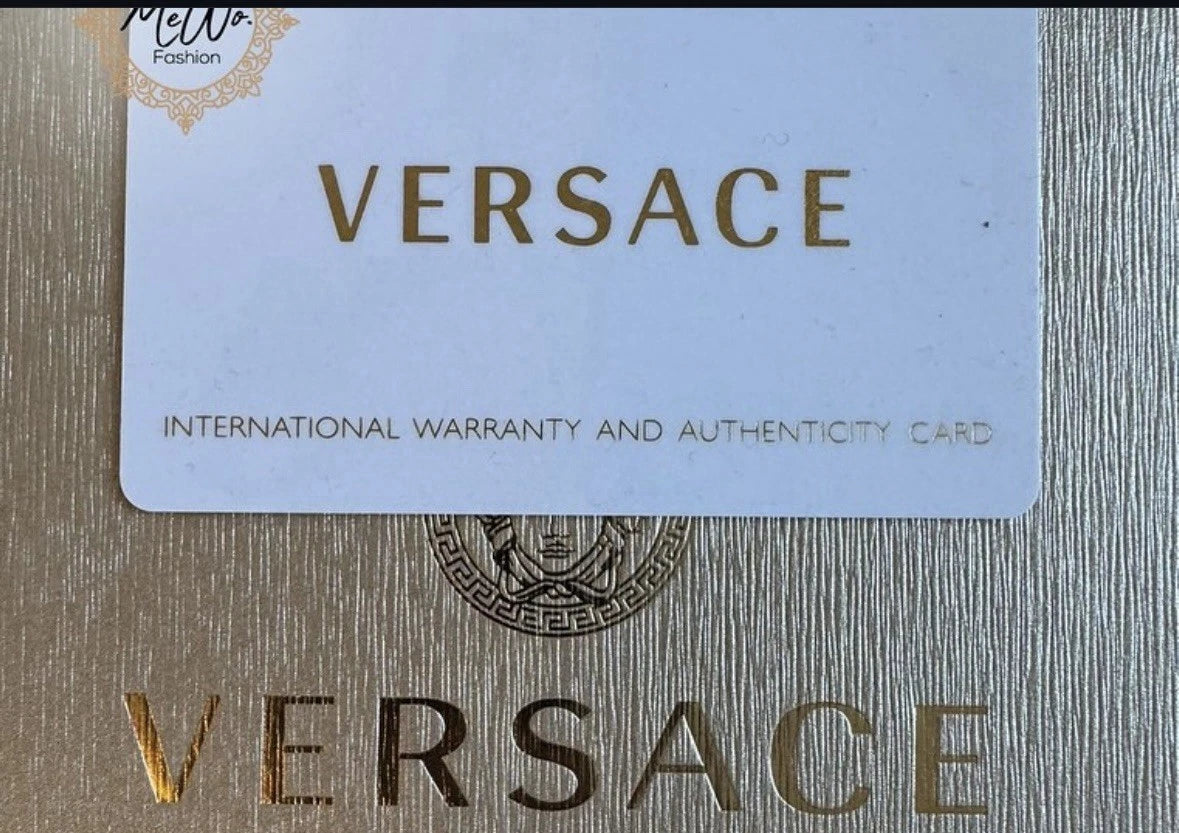 MeWo.
Fashion
VERSACE
INTERNATIONAL WARRANTY AND AUTHENTICITY CARD
VERSACE